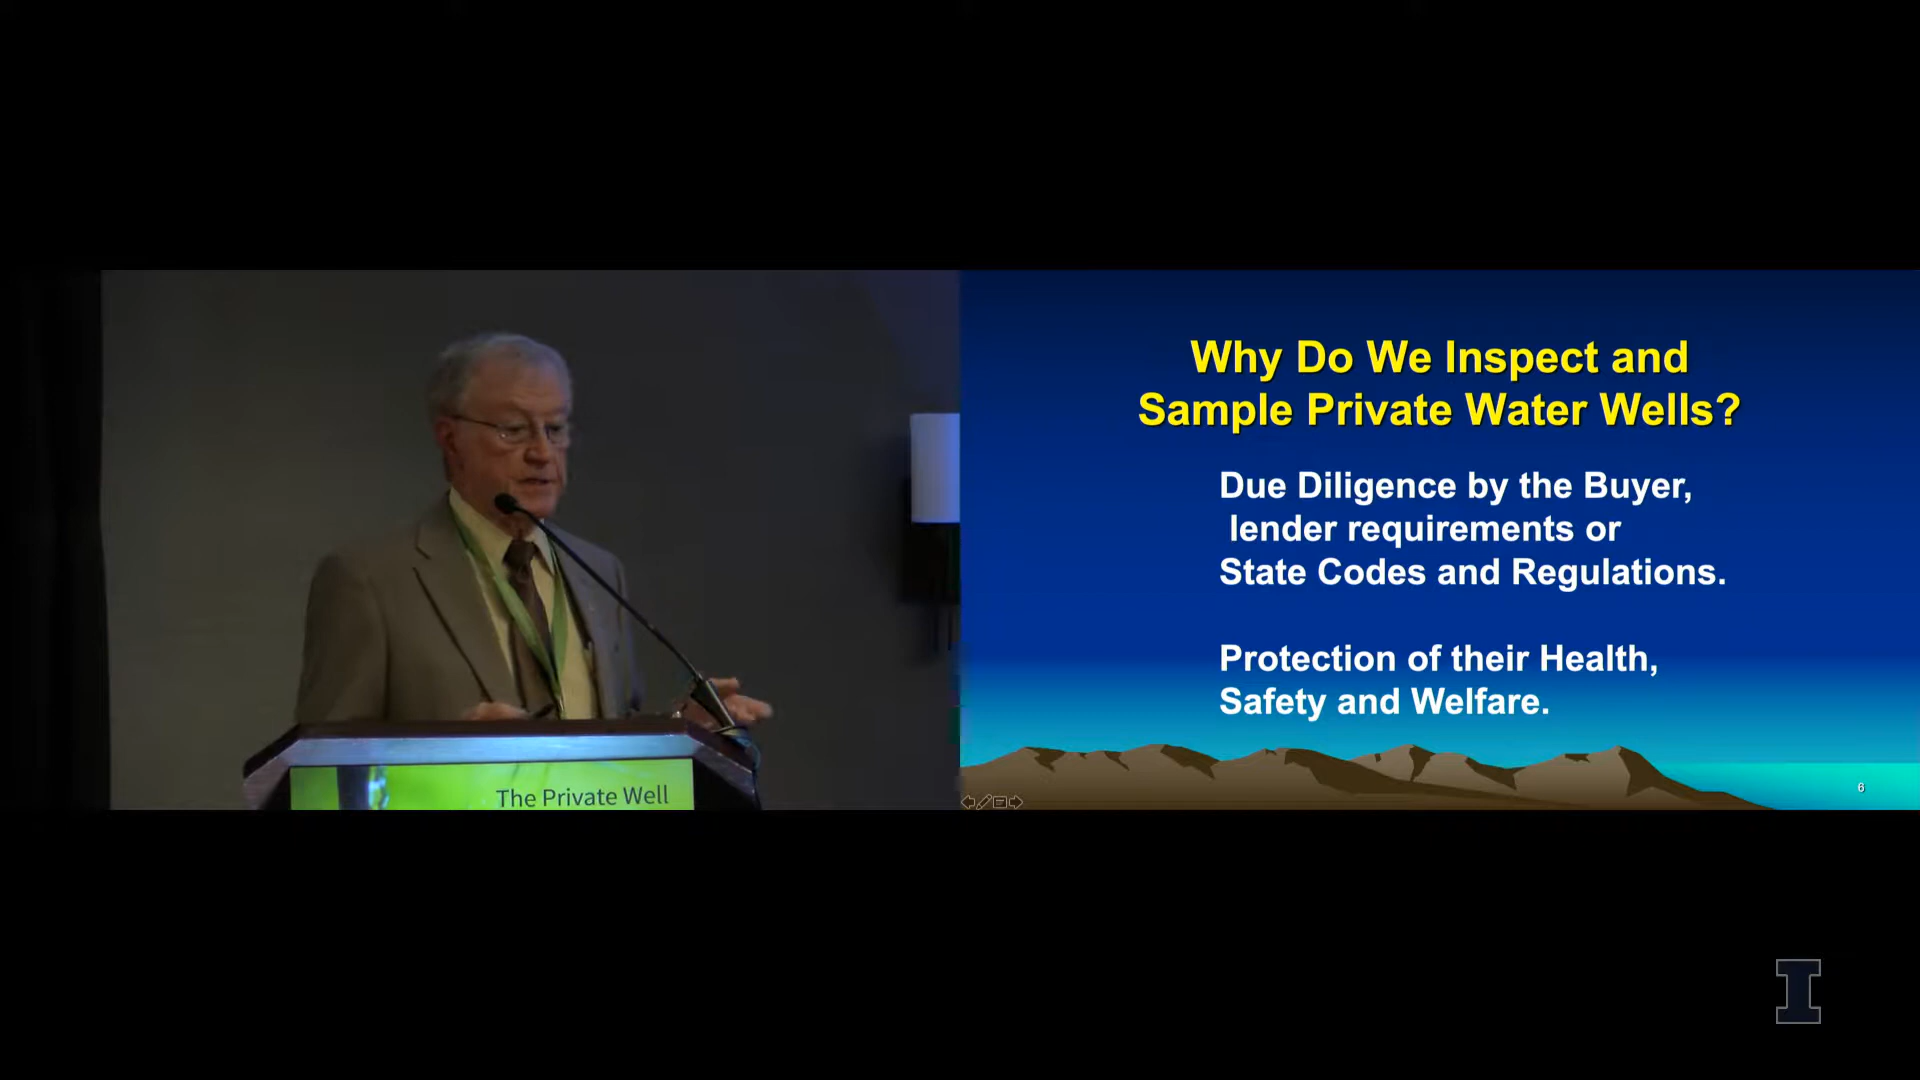 Why Do We Inspect and
Sample Private Water Wells?
Due Diligence by the Buyer,
lender requirements or
State Codes and Regulations.
Protection of their Health,
Safety and Welfare.
6
The Private Well
I